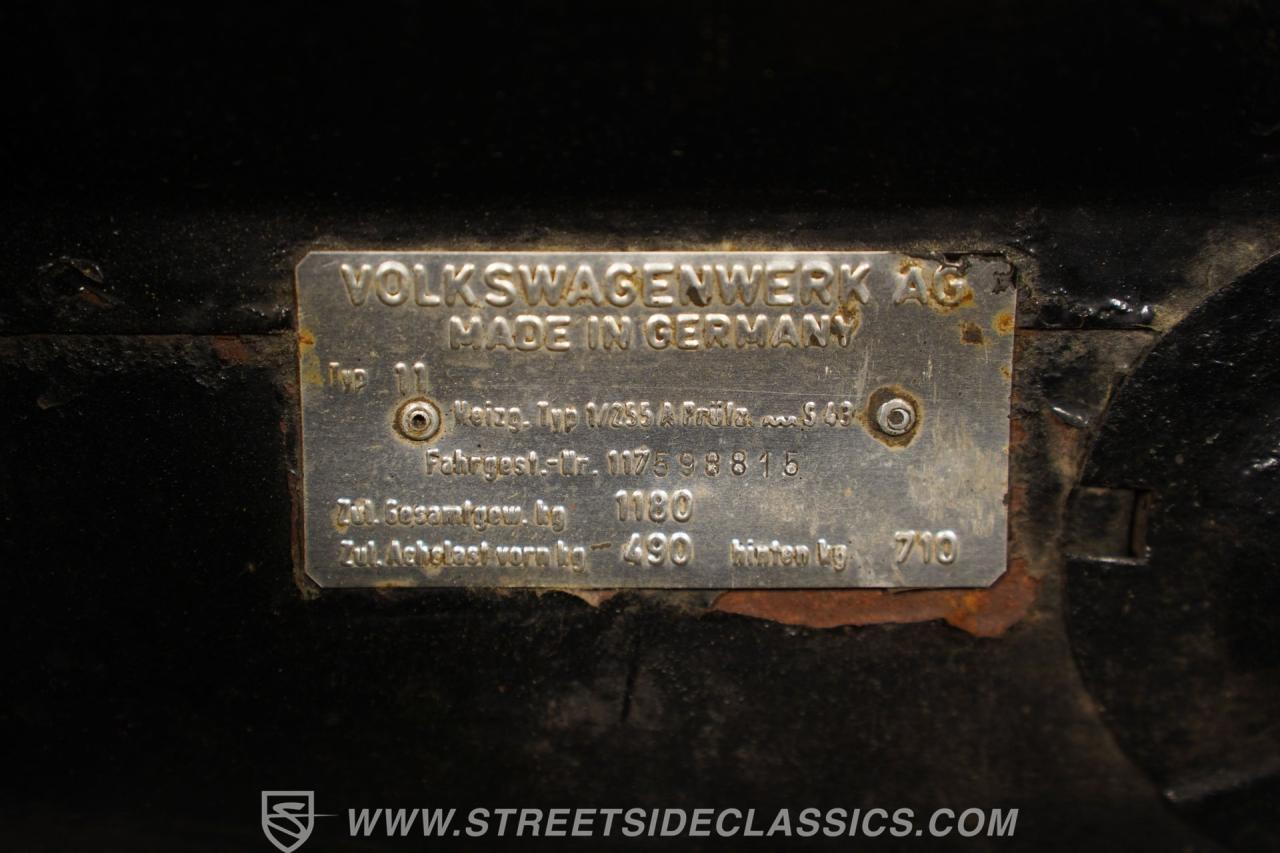 VOLKSWAGENWERK AG
MADE IN GERMANY
Typ 11
Heizg. Typ 1/255 A Prüfz. S 43
Fahrgest.-Nr. 117598815
Zul. Gesamtgew. kg 1180
Zul. Achslast vorn kg 490 hinten kg 710
WWW.STREETSIDECLASSICS.COM